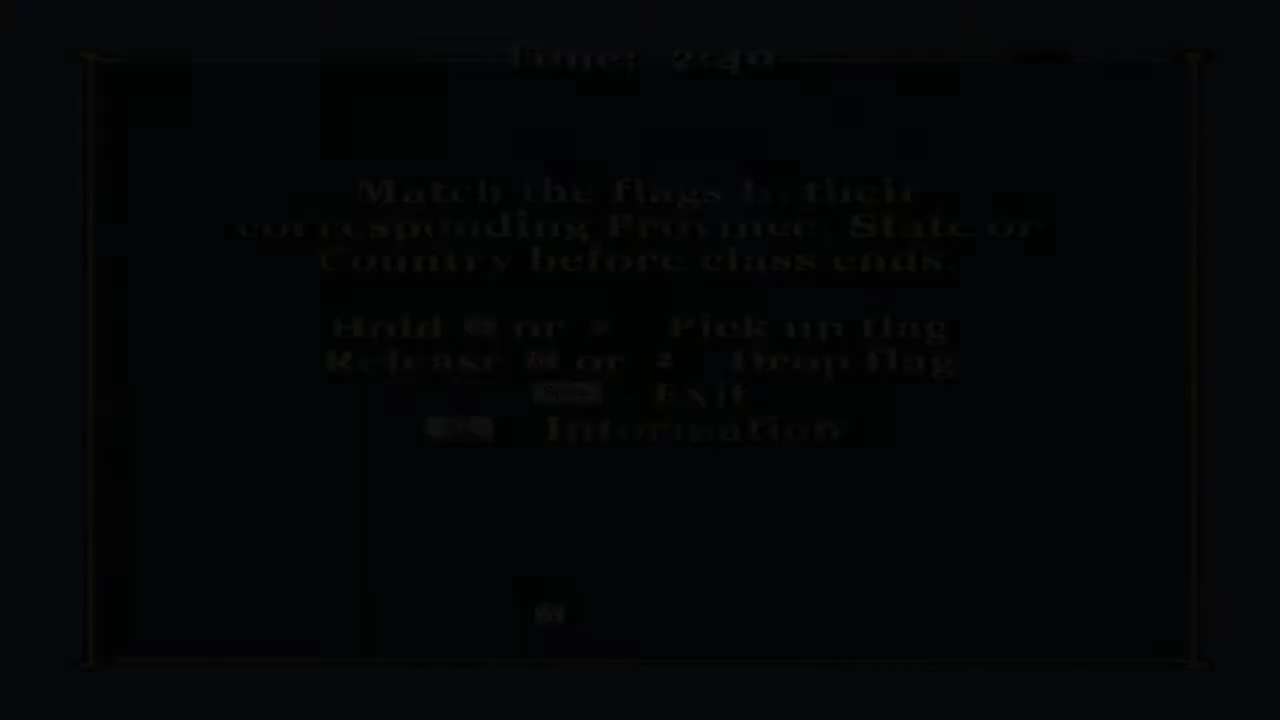 Time: 2:40
Match the flags to their
corresponding Province, State or
Country before class ends.
Hold or Pick up flag
Release or Drop flag
- Exit
Information